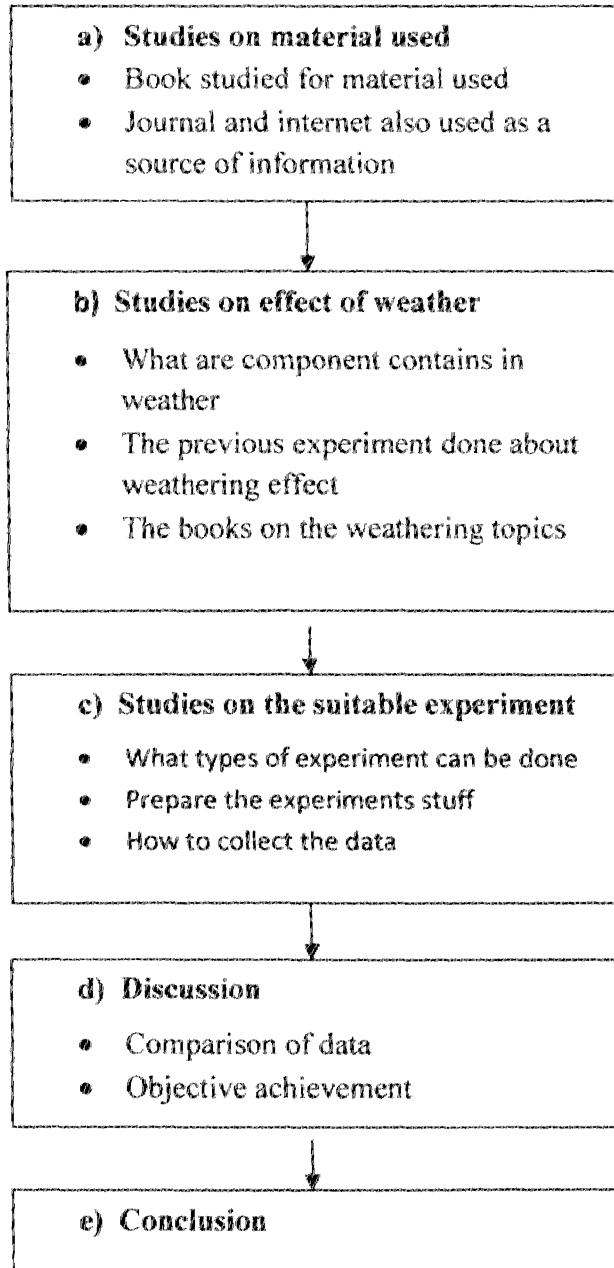 a) Studies on material used
• Book studied for material used
• Journal and internet also used as a
source of information
b) Studies on effect of weather
• What are component contains in
weather
• The previous experiment done about
weathering effect
• The books on the weathering topics
c) Studies on the suitable experiment
• What types of experiment can be done
• Prepare the experiments stuff
• How to collect the data
d) Discussion
• Comparison of data
• Objective achievement
e) Conclusion